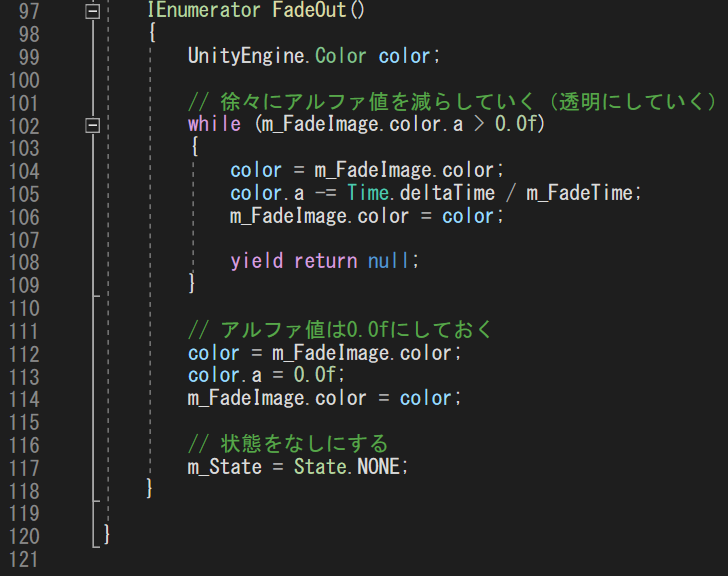 97 IEnumerator FadeOut()
98 {
99 UnityEngine.Color color;
100
101 // 徐々にアルファ値を減らしていく（透明にしていく）
102 while (m_FadeImage.color.a > 0.0f)
103 {
104 color = m_FadeImage.color;
105 color.a -= Time.deltaTime / m_FadeTime;
106 m_FadeImage.color = color;
107
108 yield return null;
109 }
110
111 // アルファ値は0.0fにしておく
112 color = m_FadeImage.color;
113 color.a = 0.0f;
114 m_FadeImage.color = color;
115
116 // 状態をなしにする
117 m_State = State.NONE;
118 }
119
120 }
121